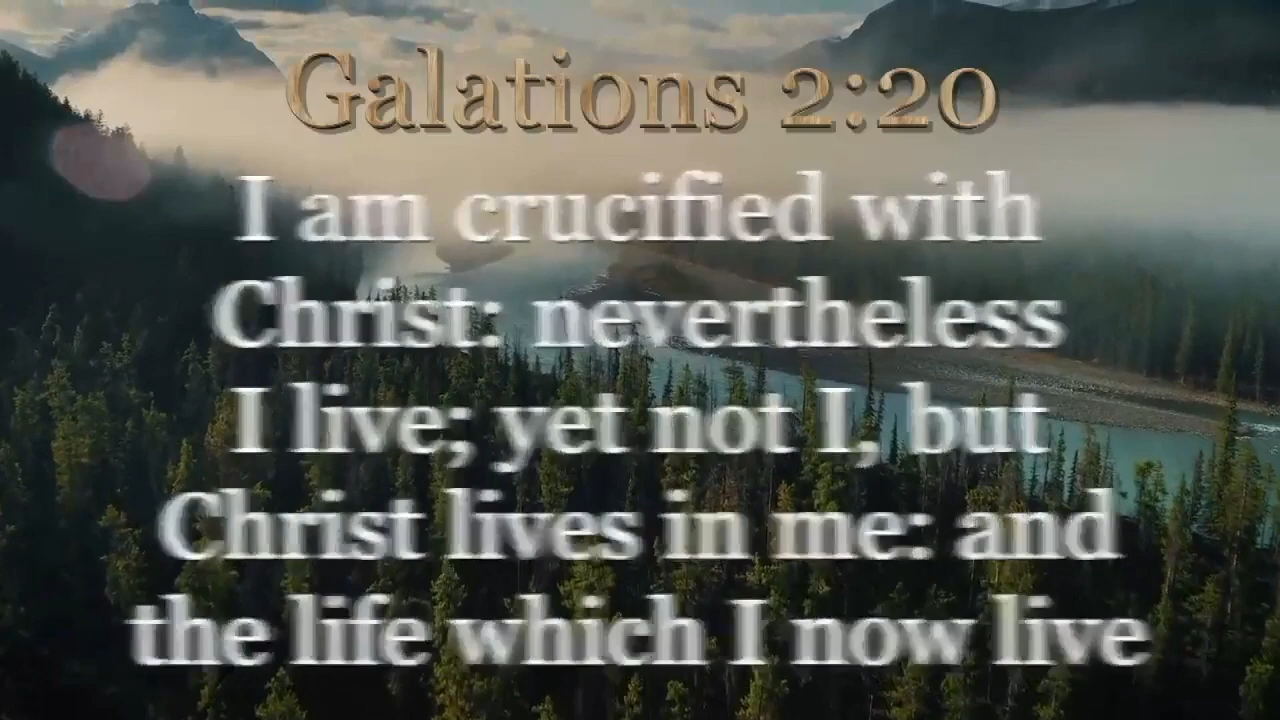 Galations 2:20
I am crucified with
Christ: nevertheless
I live; yet not I, but
Christ lives in me: and
the life which I now live